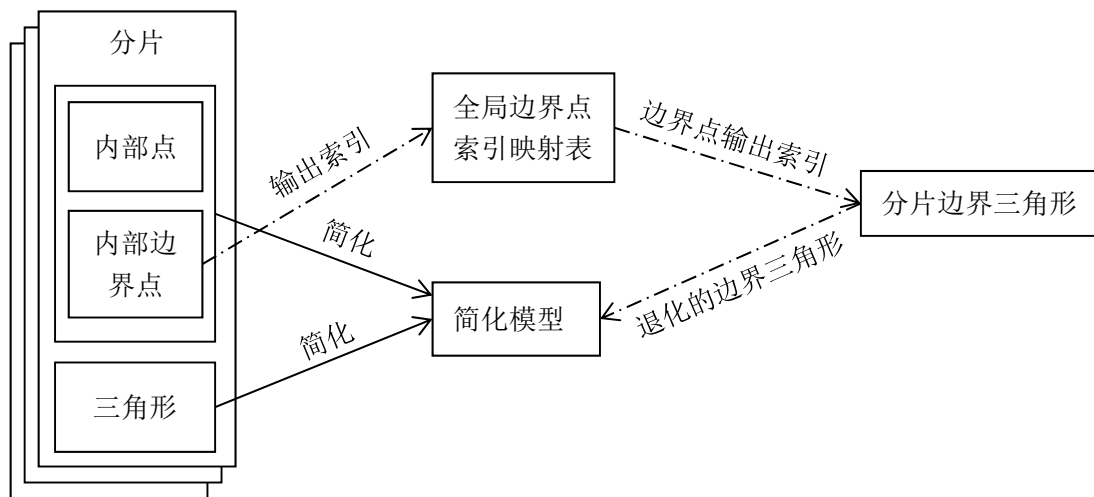 分片
内部点
内部边
界点
三角形
输出索引
简化
简化
全局边界点
索引映射表
简化模型
边界点输出索引
退化的边界三角形
分片边界三角形